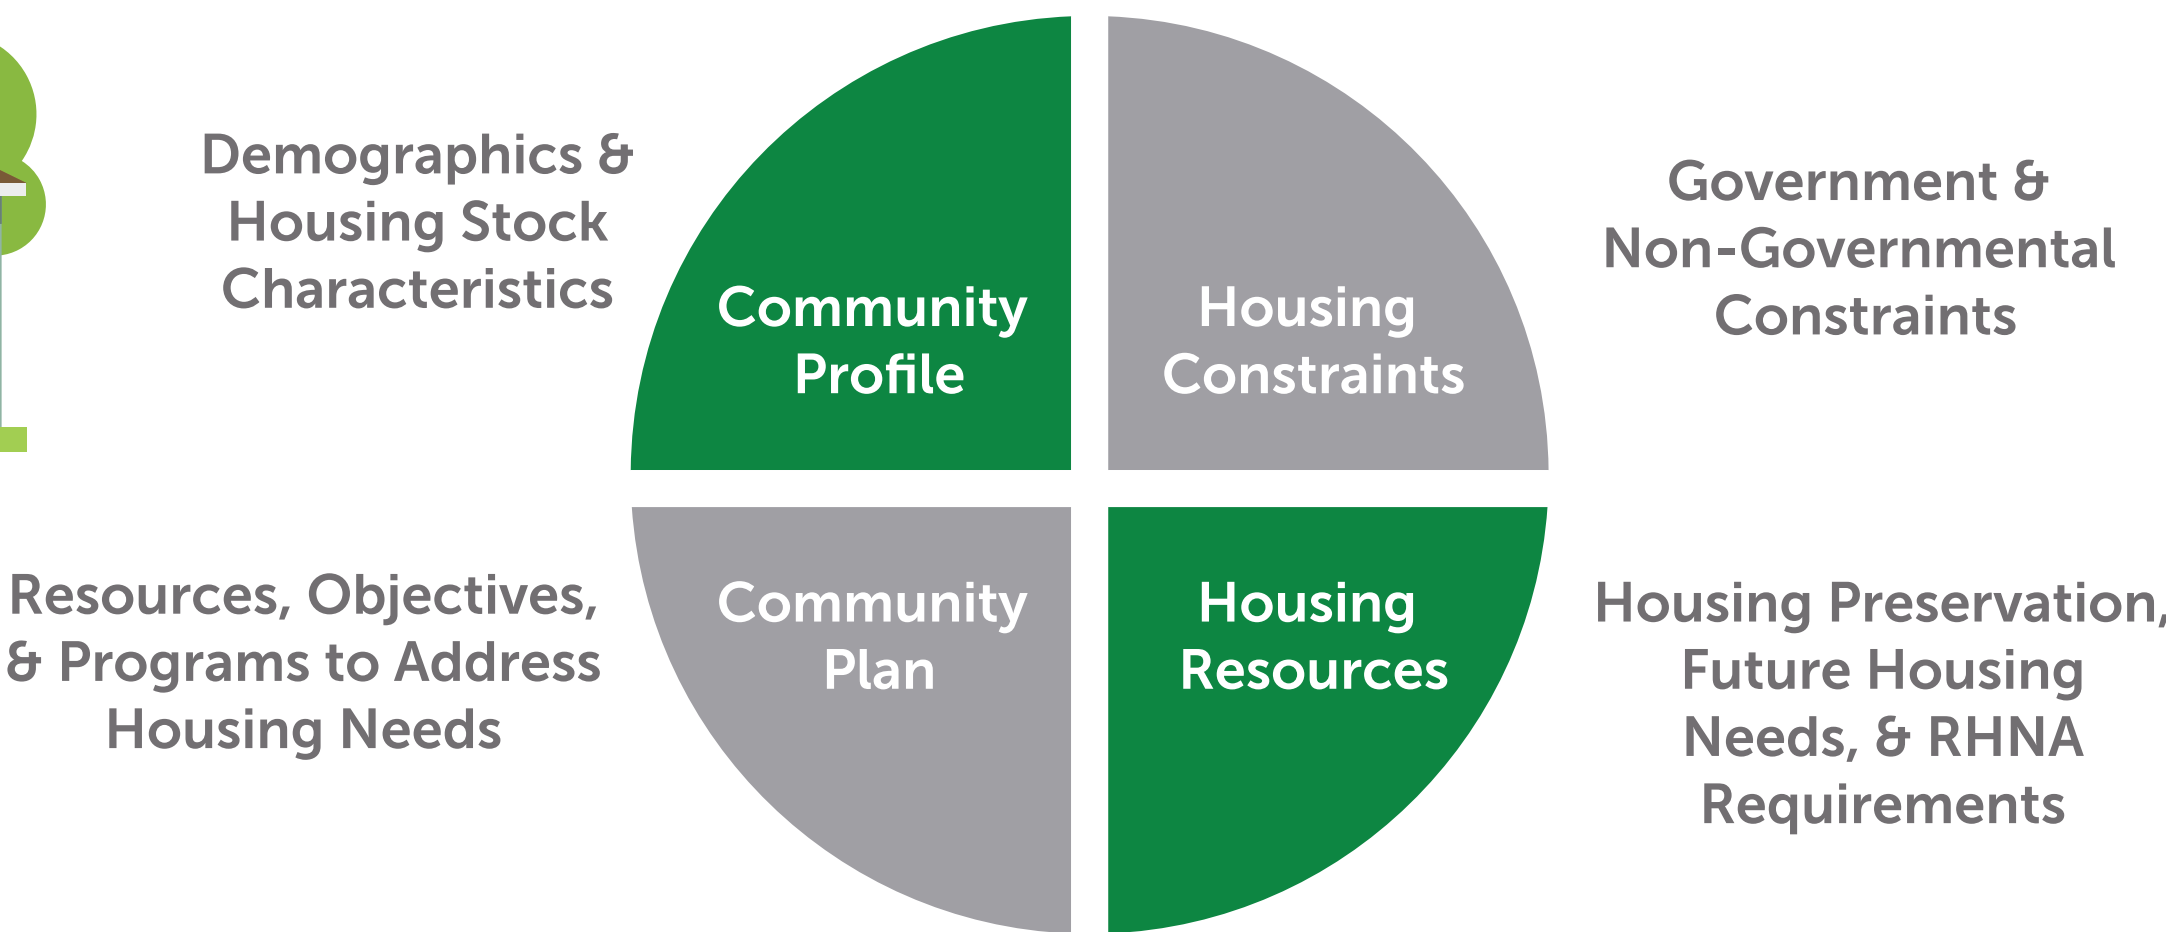 Demographics &
Housing Stock
Characteristics
Community
Profile
Housing
Constraints
Government &
Non-Governmental
Constraints
Resources, Objectives,
& Programs to Address
Housing Needs
Community
Plan
Housing
Resources
Housing Preservation,
Future Housing
Needs, & RHNA
Requirements